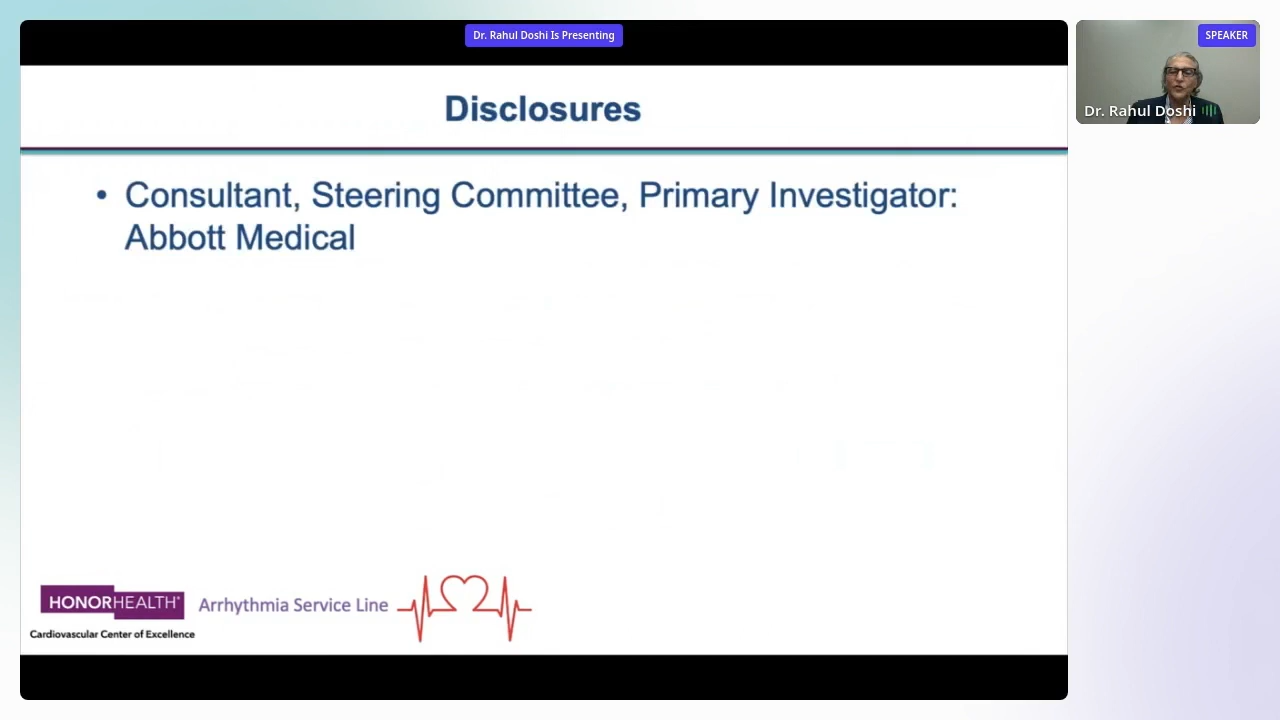 Dr. Rahul Doshi Is Presenting
SPEAKER
Dr. Rahul Doshi
Disclosures
• Consultant, Steering Committee, Primary Investigator:
Abbott Medical
HONORHEALTH®
Arrhythmia Service Line
Cardiovascular Center of Excellence